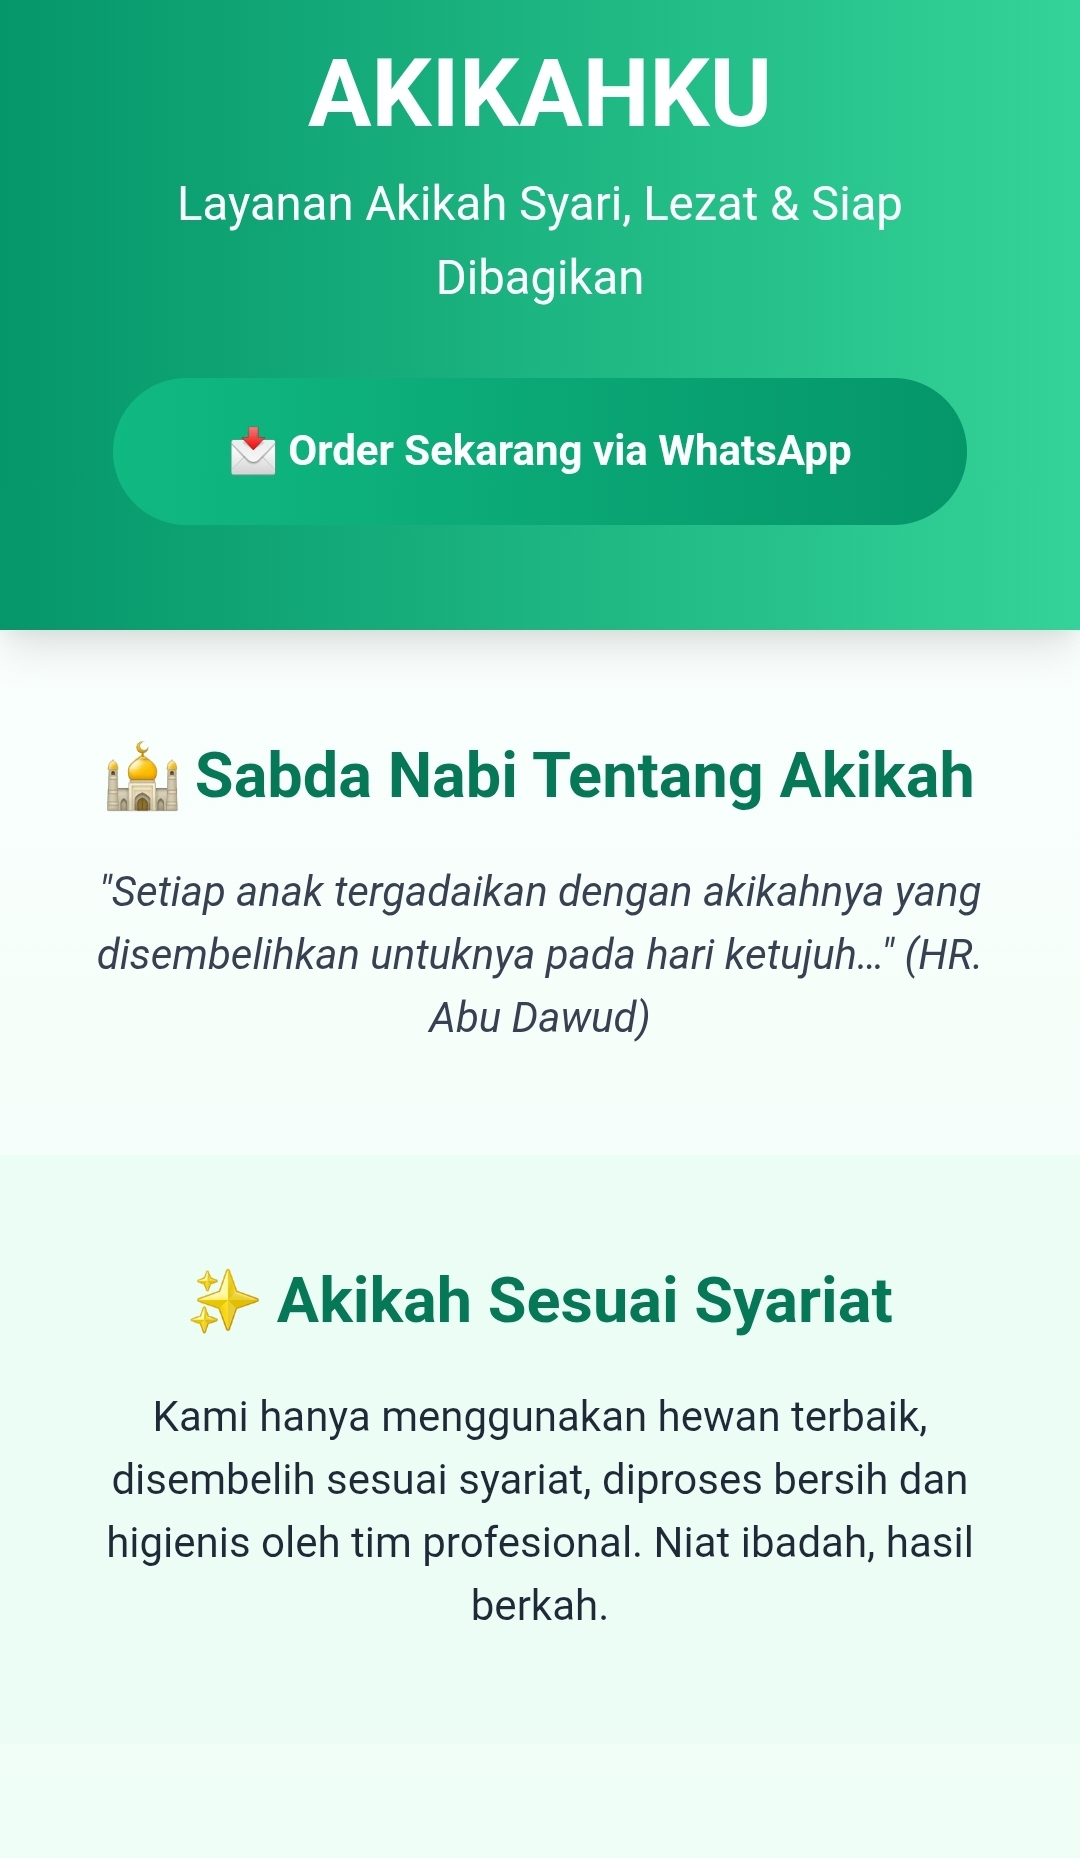 AKIKAHKU
Layanan Akikah Syari, Lezat & Siap
Dibagikan
📩 Order Sekarang via WhatsApp
🕌 Sabda Nabi Tentang Akikah
"Setiap anak tergadaikan dengan akikahnya yang
disembelihkan untuknya pada hari ketujuh…" (HR.
Abu Dawud)
✨ Akikah Sesuai Syariat
Kami hanya menggunakan hewan terbaik,
disembelih sesuai syariat, diproses bersih dan
higienis oleh tim profesional. Niat ibadah, hasil
berkah.